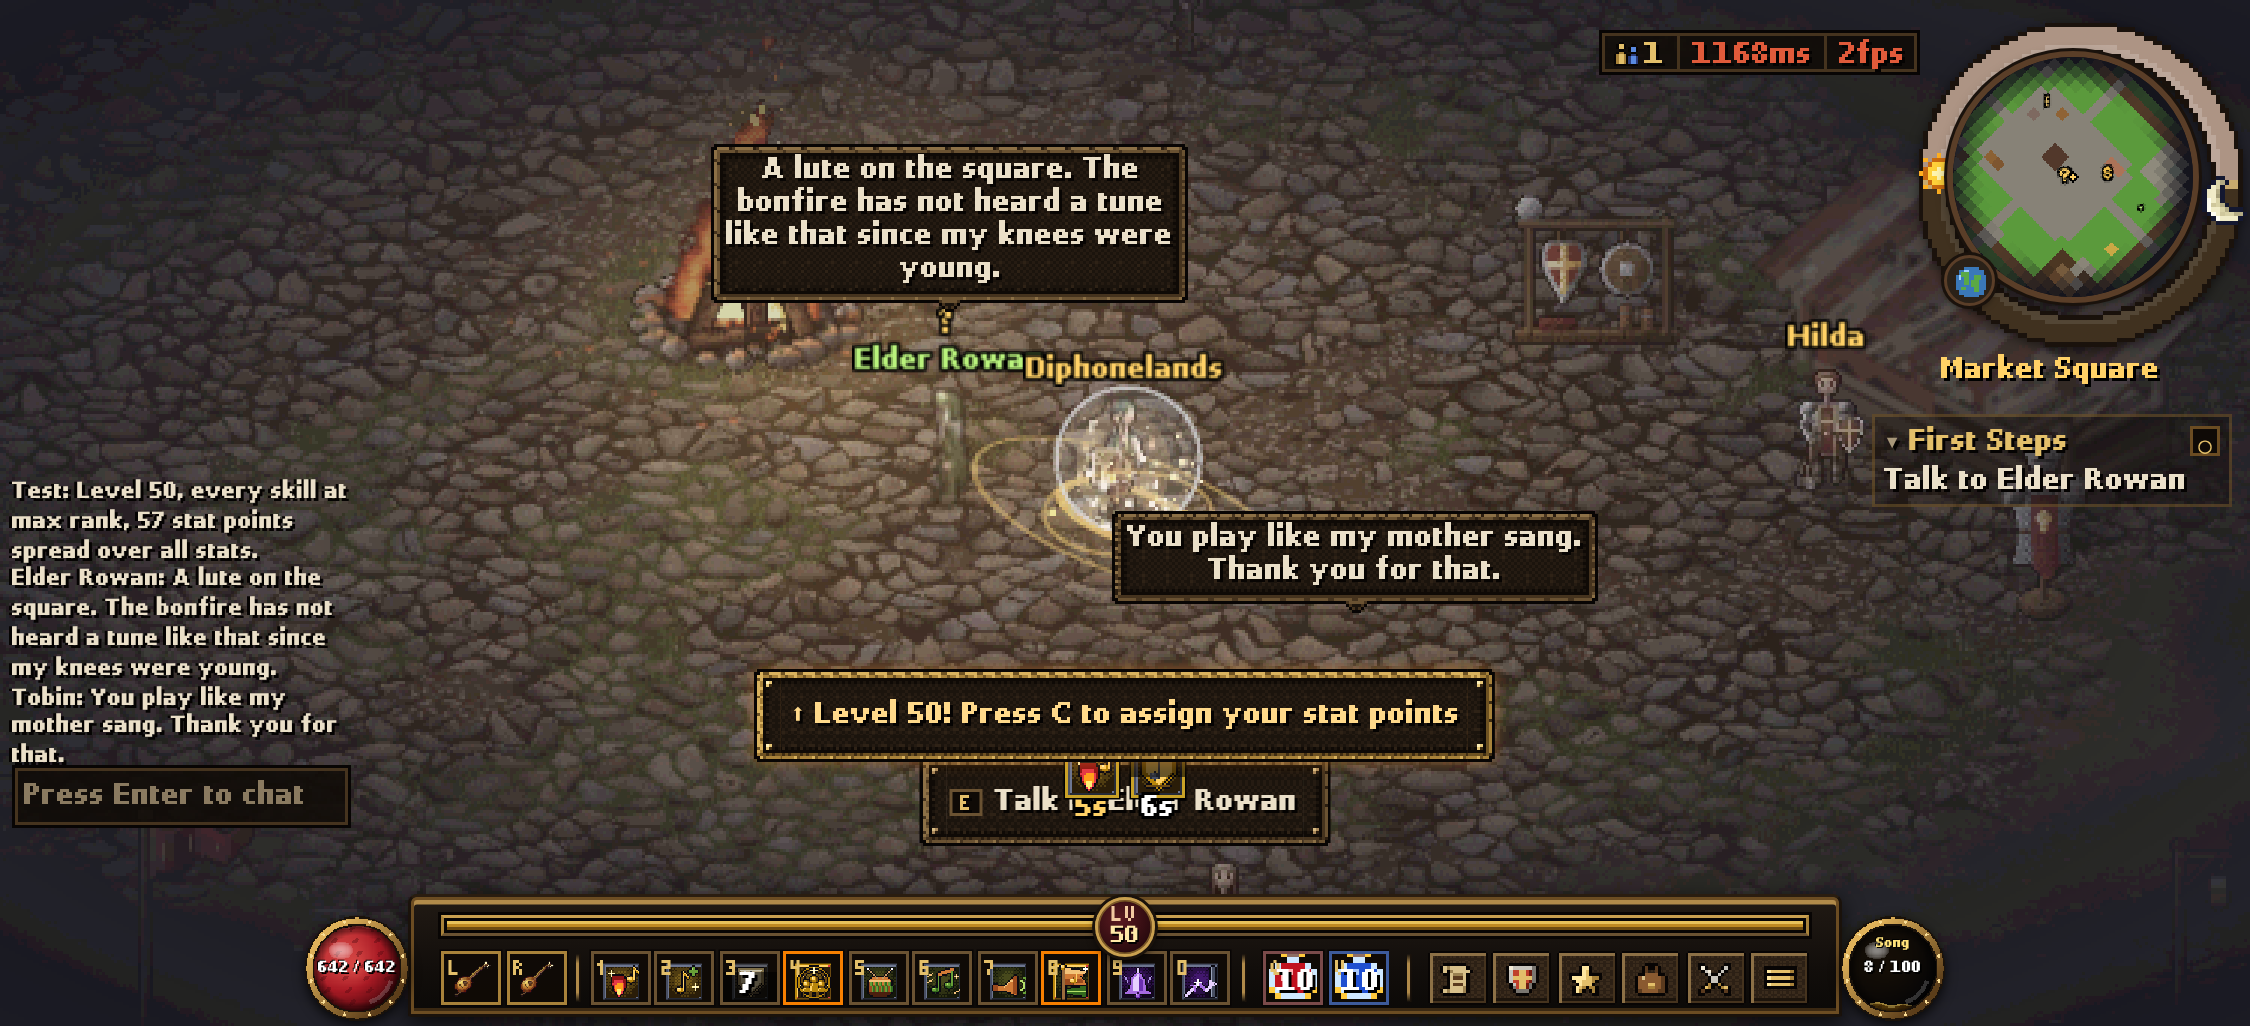 1 1168ms 2fps
A lute on the square. The
bonfire has not heard a tune
like that since my knees were
young.
Elder Rowa
Diphonelands
Hilda
Market Square
First Steps
Talk to Elder Rowan
Test: Level 50, every skill at
max rank, 57 stat points
spread over all stats.
Elder Rowan: A lute on the
square. The bonfire has not
heard a tune like that since
my knees were young.
Tobin: You play like my
mother sang. Thank you for
that.
Press Enter to chat
You play like my mother sang.
Thank you for that.
↑ Level 50! Press C to assign your stat points
E Talk Rowan
5s 6s
LV
50
642 / 642
L R 1 2 3 7 4 5 6 7 8 9 0 10 10
Song
8 / 100